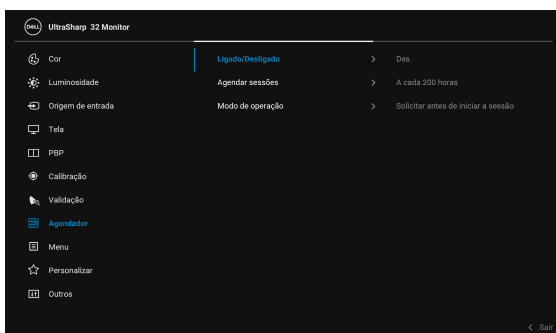 DELL UltraSharp 32 Monitor
Cor
Ligado/Desligado > Des.
Luminosidade
Agendar sessões > A cada 200 horas
Origem de entrada
Modo de operação > Solicitar antes de iniciar a sessão
Tela
PBP
Calibração
Validação
Agendador
Menu
Personalizar
Outros
< Sair